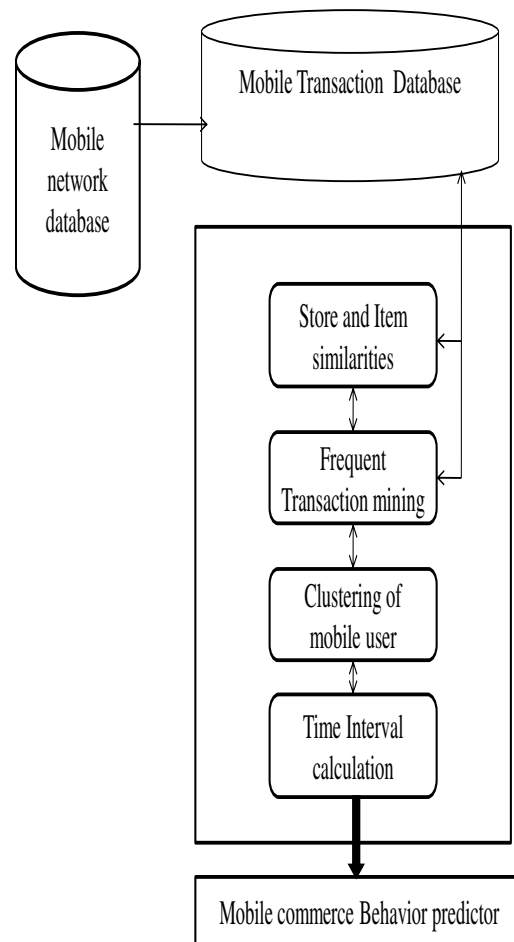 Mobile Transaction Database
Mobile
network
database
Store and Item
similarities
Frequent
Transaction mining
Clustering of
mobile user
Time Interval
calculation
Mobile commerce Behavior predictor